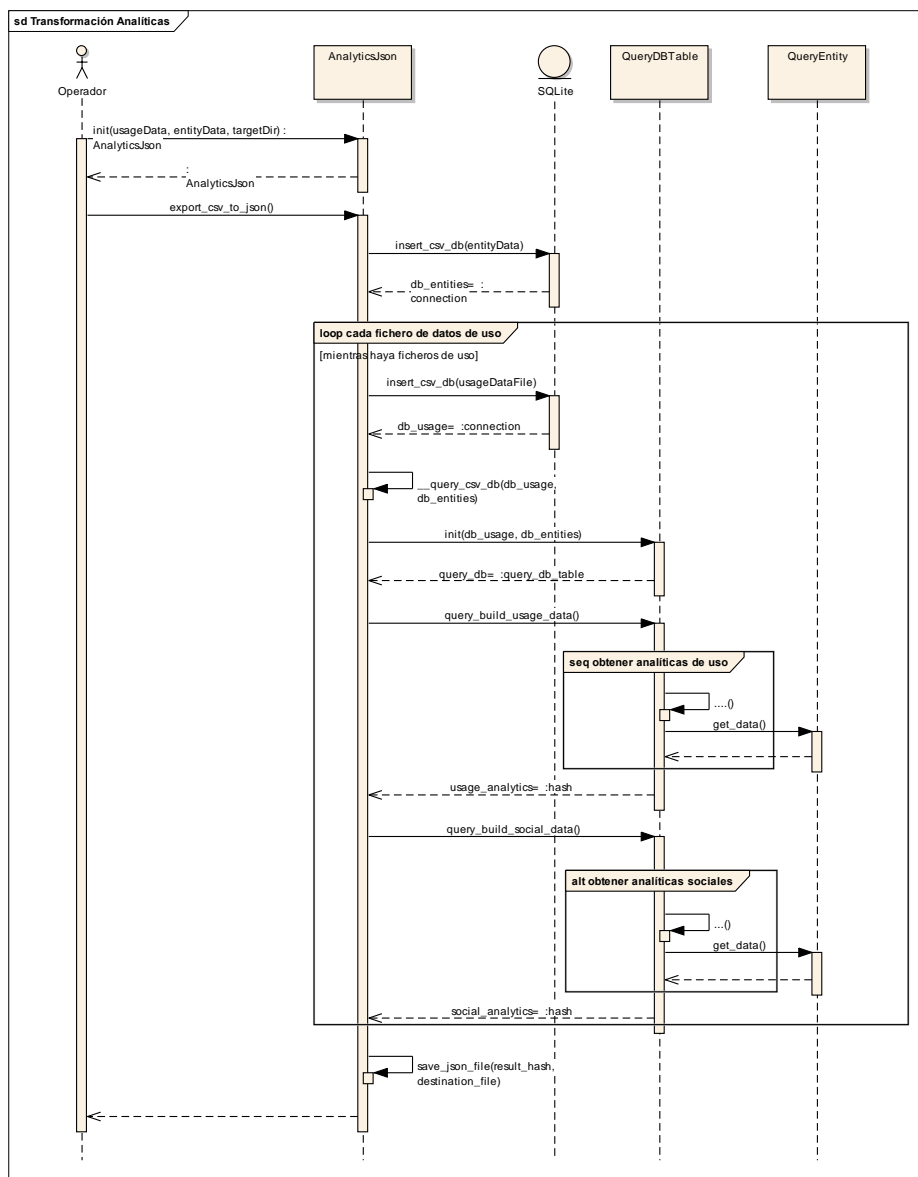 sd Transformación Analíticas
Operador
AnalyticsJson
SQLite
QueryDBTable
QueryEntity
init(usageData, entityData, targetDir) :
AnalyticsJson
:
AnalyticsJson
export_csv_to_json()
insert_csv_db(entityData)
db_entities= :
connection
loop cada fichero de datos de uso
[mientras haya ficheros de uso]
insert_csv_db(usageDataFile)
db_usage= :connection
__query_csv_db(db_usage,
db_entities)
init(db_usage, db_entities)
query_db= :query_db_table
query_build_usage_data()
seq obtener analíticas de uso
....()
get_data()
usage_analytics= :hash
query_build_social_data()
alt obtener analíticas sociales
...()
get_data()
social_analytics= :hash
save_json_file(result_hash,
destination_file)